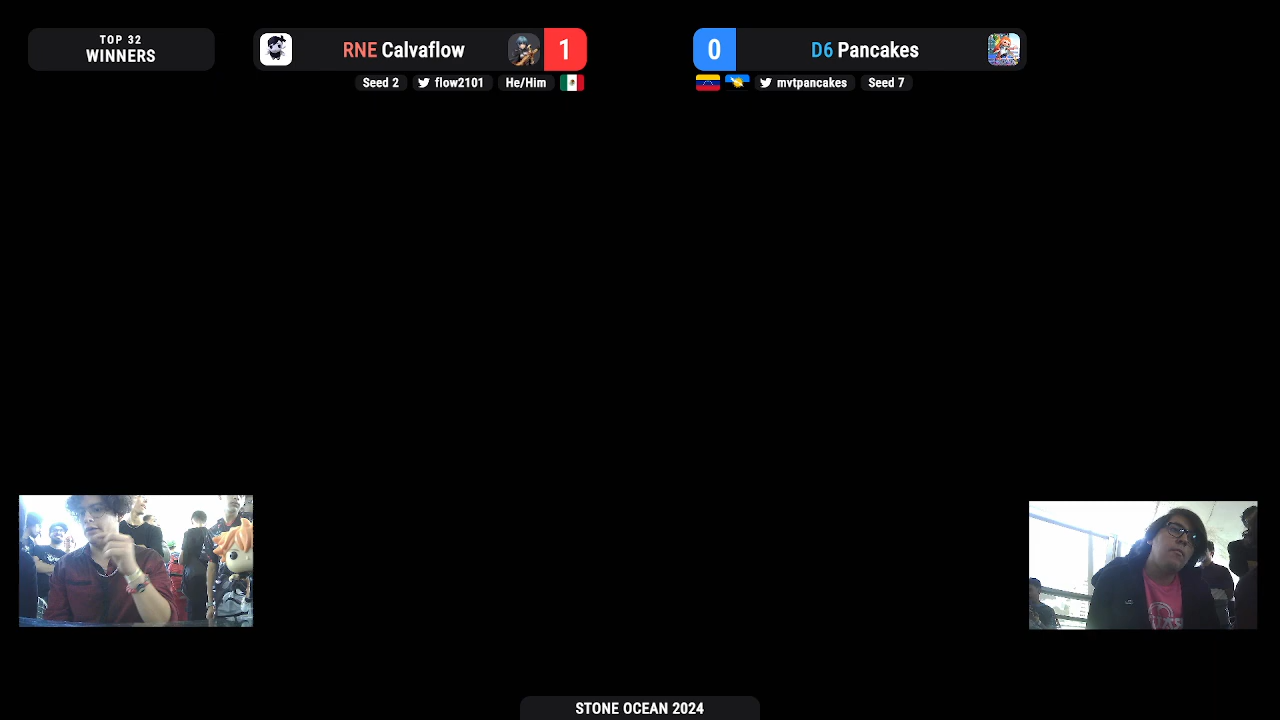 TOP 32
WINNERS
RNE Calvaflow
1
0
D6 Pancakes
Seed 2
flow2101
He/Him
mvtpancakes
Seed 7
STONE OCEAN 2024